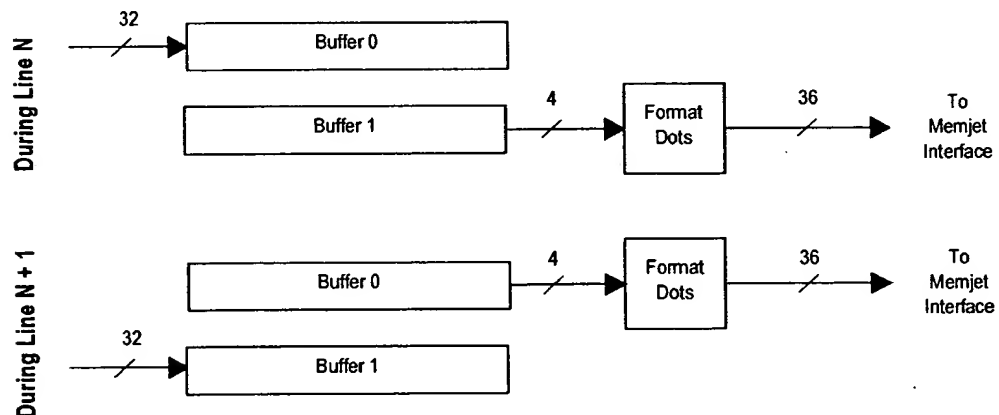 During Line N
32
Buffer 0
Buffer 1
4
Format
Dots
36
To
Memjet
Interface
During Line N + 1
Buffer 0
4
Format
Dots
36
To
Memjet
Interface
32
Buffer 1